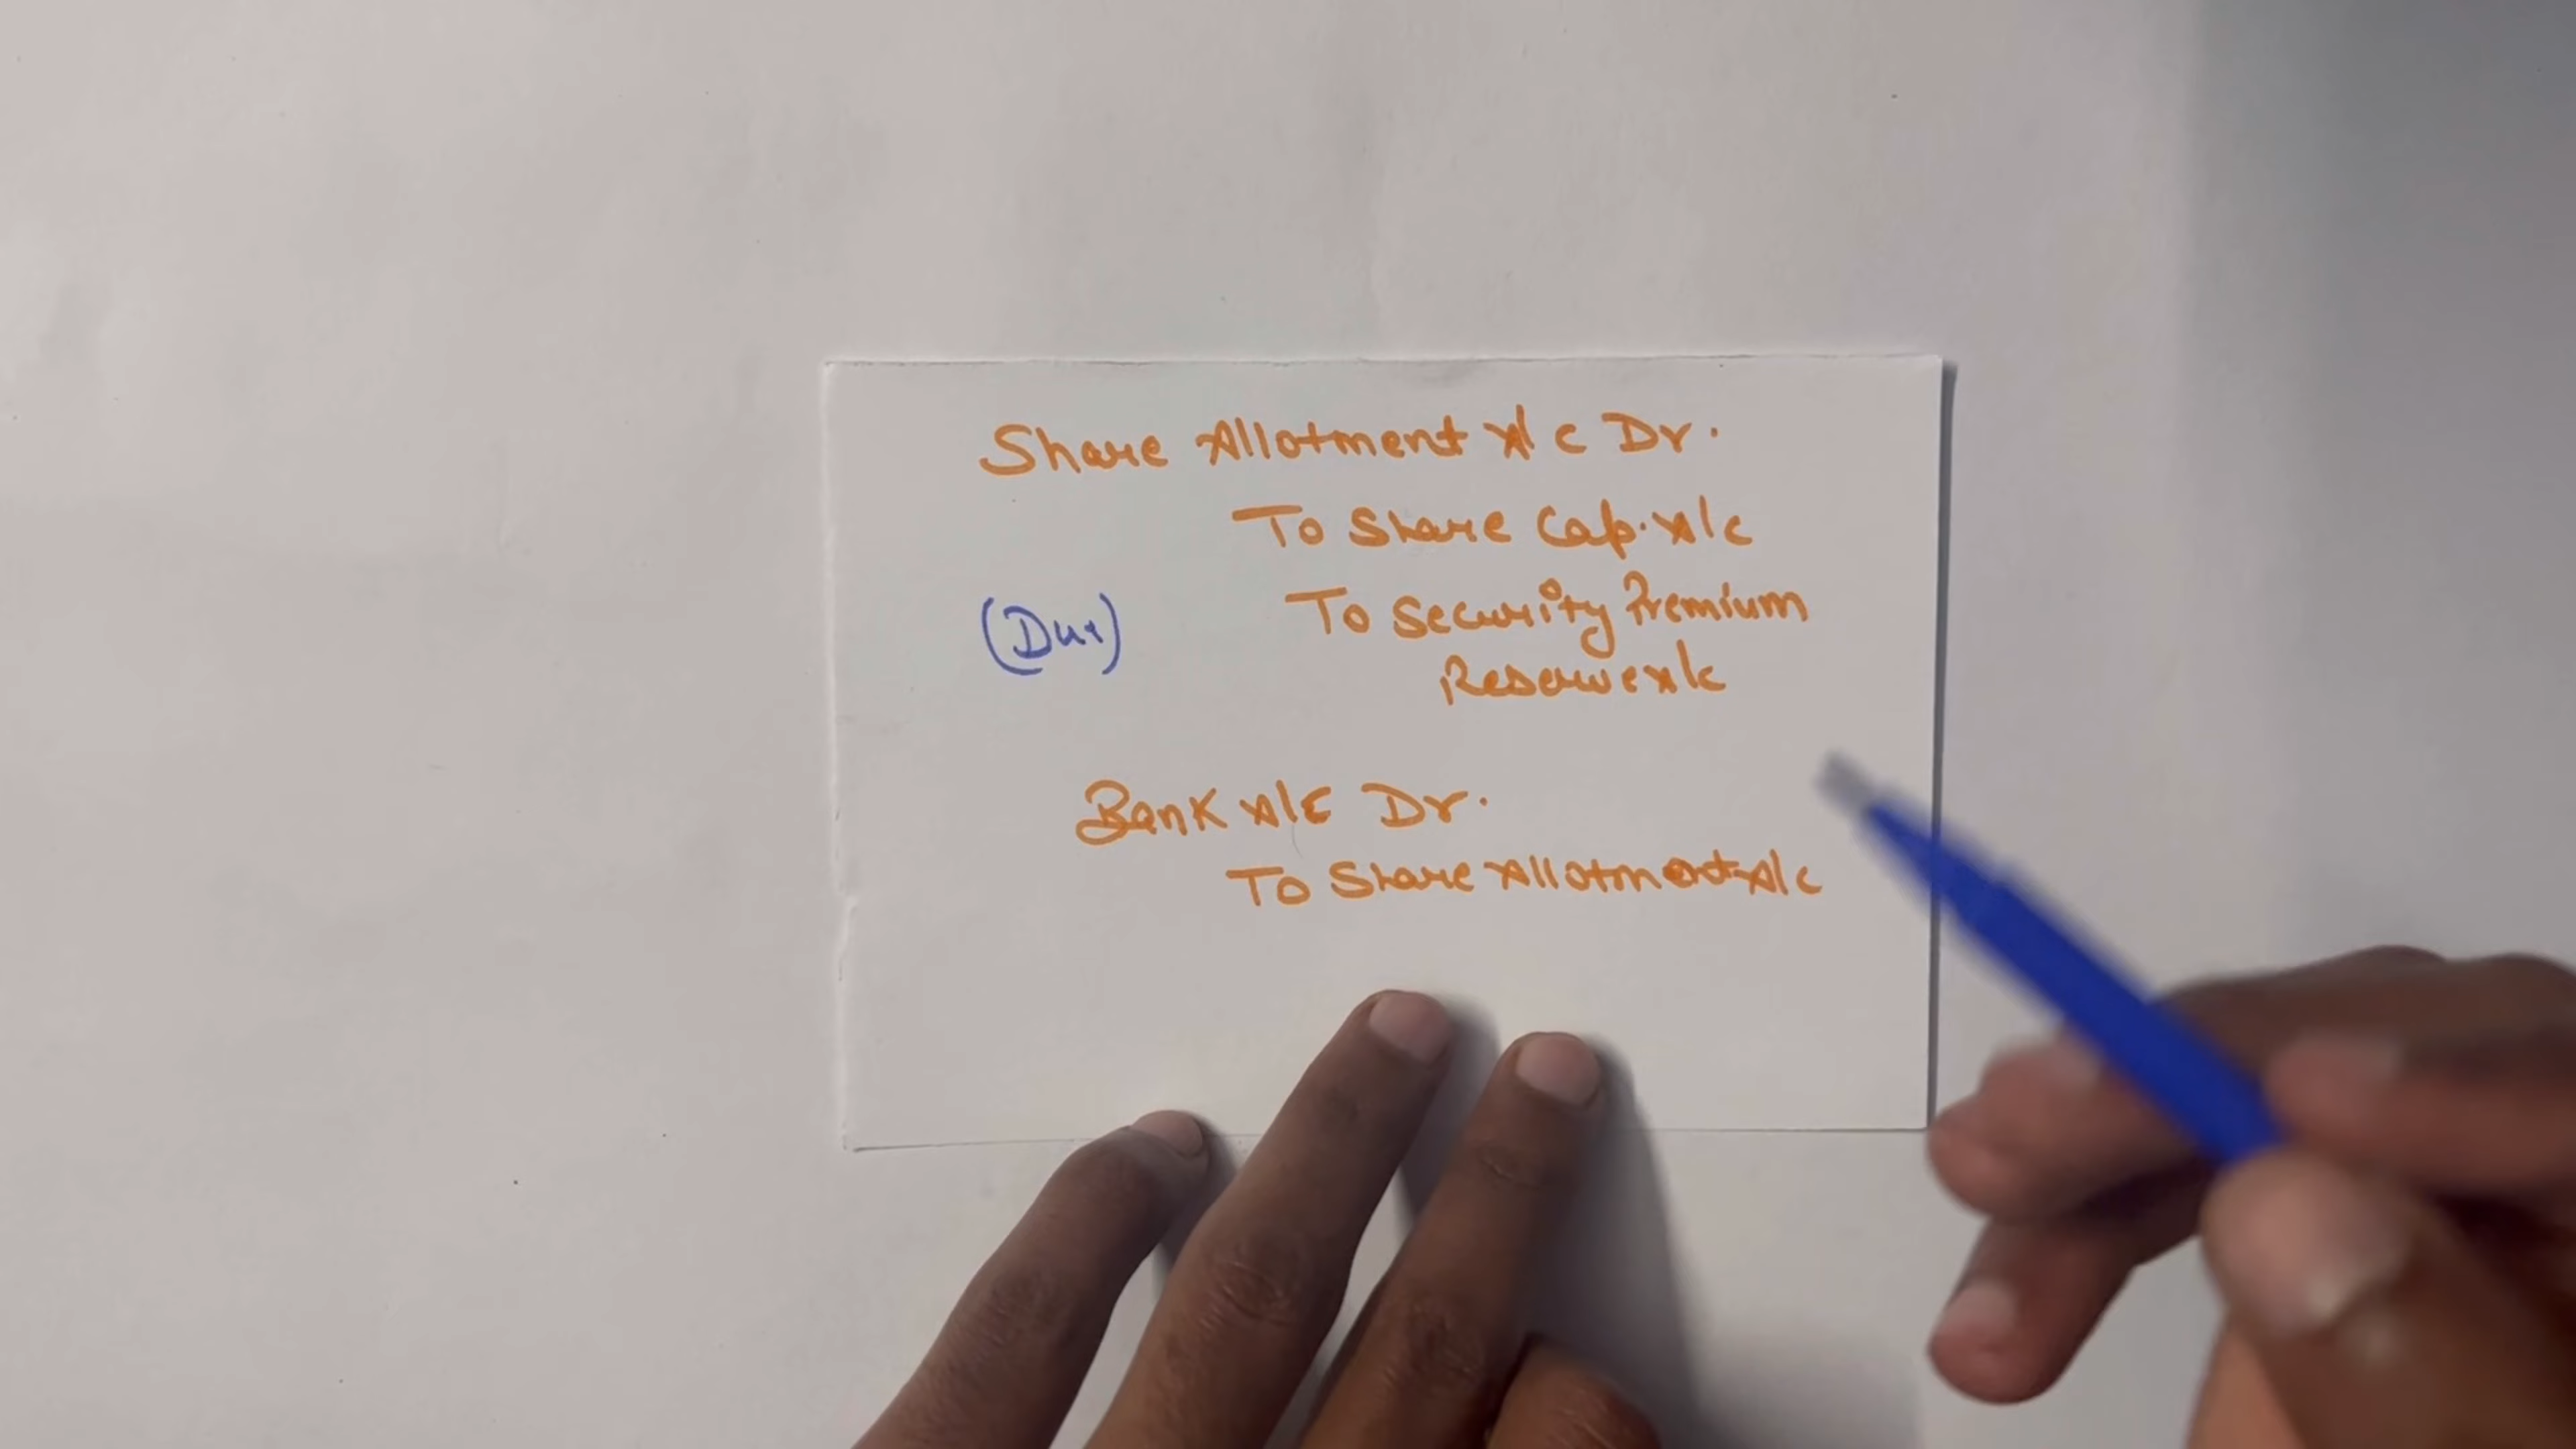 Share Allotment A/c Dr.
To Share Cap. A/c
(Due)
To Security Premium
Reserve A/c
Bank A/c Dr.
To Share Allotment A/c